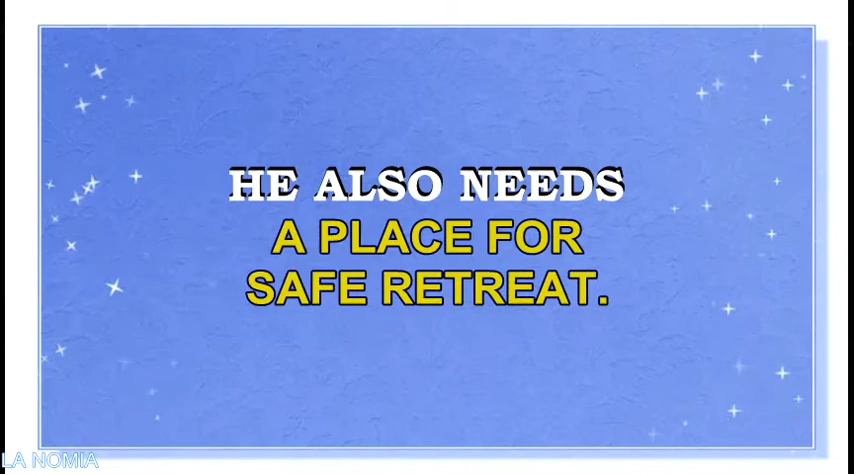 HE ALSO NEEDS
A PLACE FOR
SAFE RETREAT.
LA NOMIA